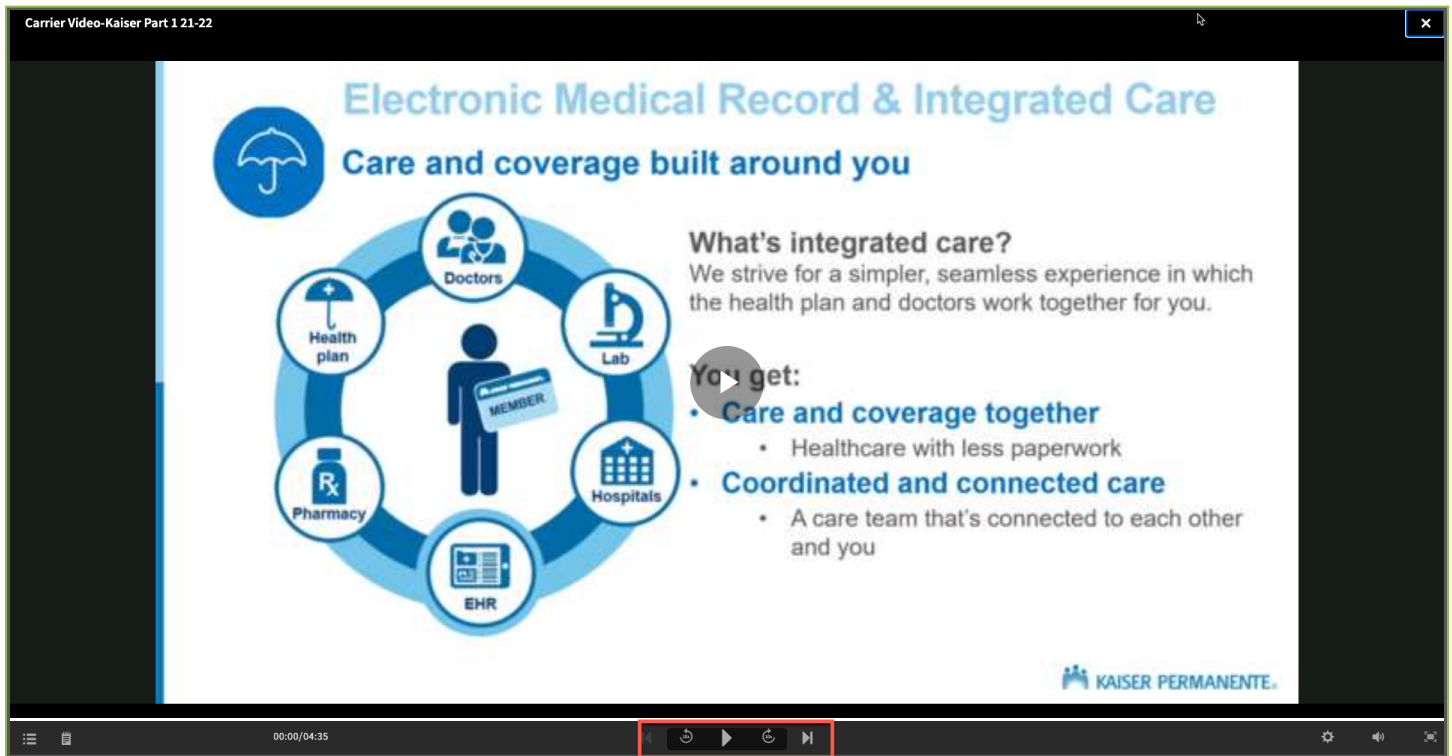 Carrier Video-Kaiser Part 1 21-22
Electronic Medical Record & Integrated Care
Care and coverage built around you
Doctors
Health
plan
Lab
MEMBER
Rx
Pharmacy
Hospitals
EHR
What's integrated care?
We strive for a simpler, seamless experience in which
the health plan and doctors work together for you.
You get:
• Care and coverage together
• Healthcare with less paperwork
• Coordinated and connected care
• A care team that's connected to each other
and you
KAISER PERMANENTE®
00:00/04:35